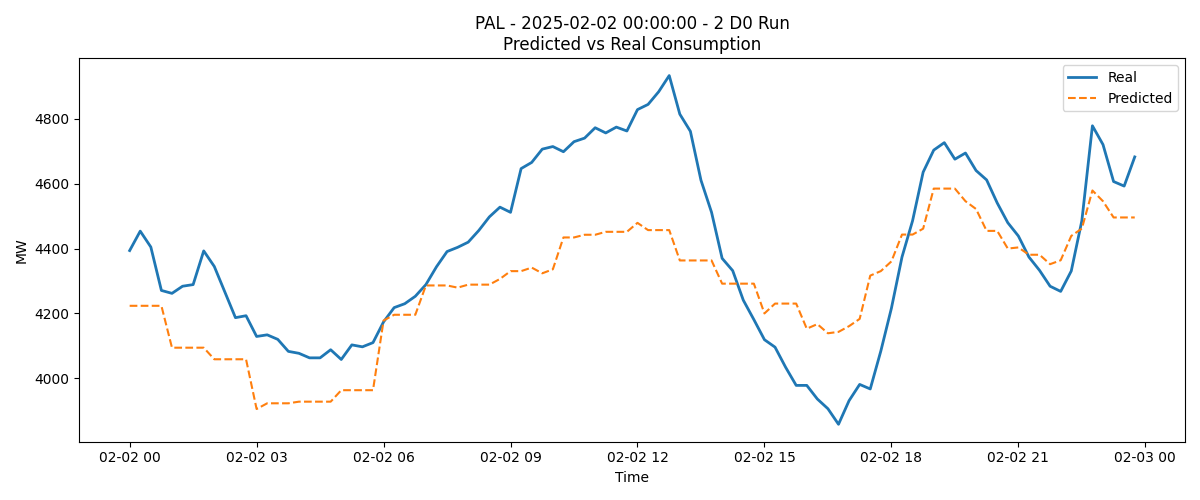 PAL - 2025-02-02 00:00:00 - 2 D0 Run
Predicted vs Real Consumption
Real
Predicted
4800
4600
4400
4200
4000
MW
02-02 00 02-02 03 02-02 06 02-02 09 02-02 12 02-02 15 02-02 18 02-02 21 02-03 00
Time